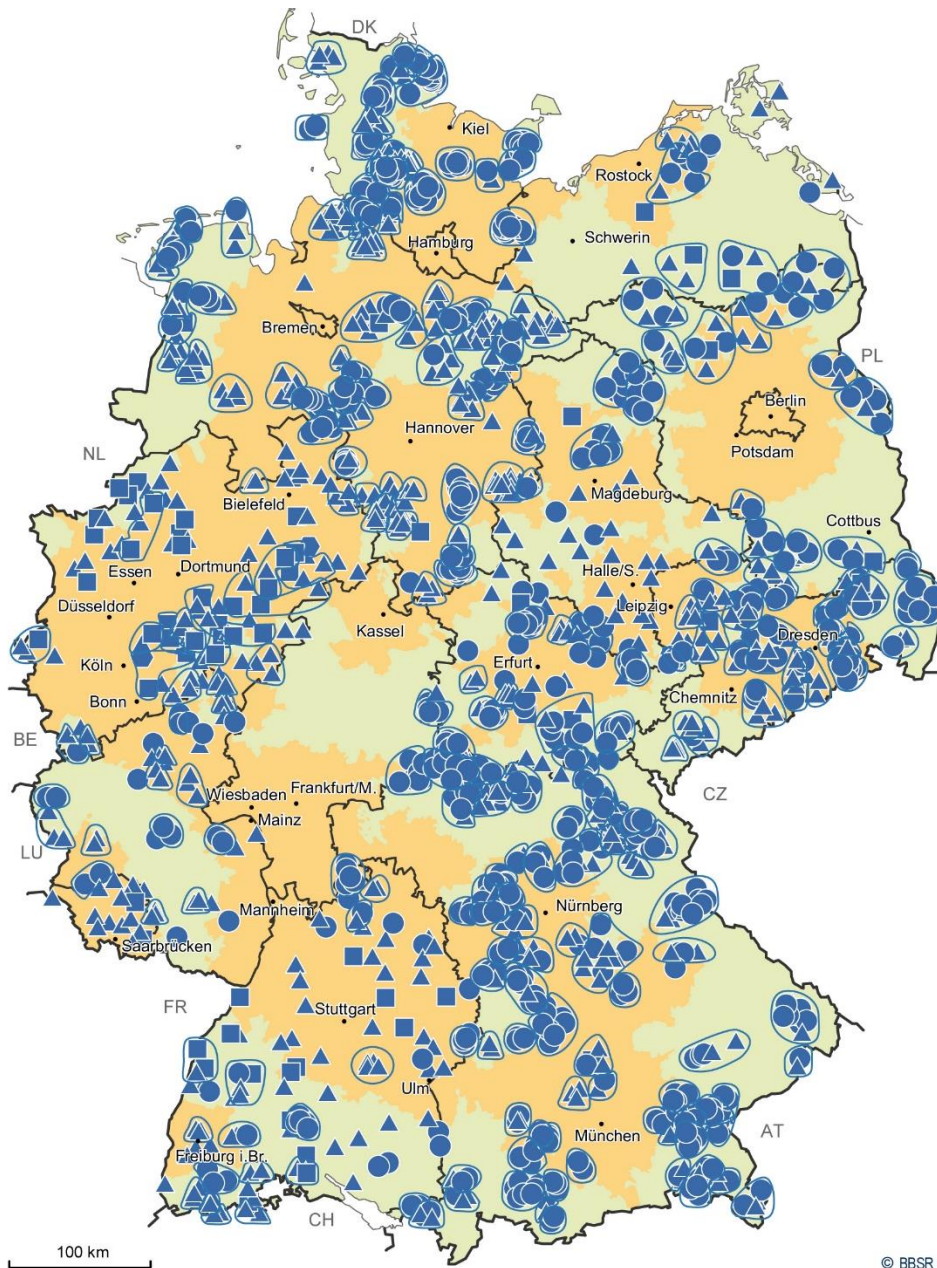 DK
Kiel
Rostock
Schwerin
Hamburg
Bremen
PL
Berlin
Hannover
Potsdam
NL
Bielefeld
Magdeburg
Cottbus
Essen
Dortmund
Halle/S.
Düsseldorf
Leipzig
Kassel
Dresden
Köln
Erfurt
Bonn
Chemnitz
BE
CZ
Wiesbaden
Frankfurt/M.
Mainz
LU
Mannheim
Nürnberg
Saarbrücken
FR
Stuttgart
Ulm
München
AT
Freiburg i.Br.
CH
100 km
© BBSR